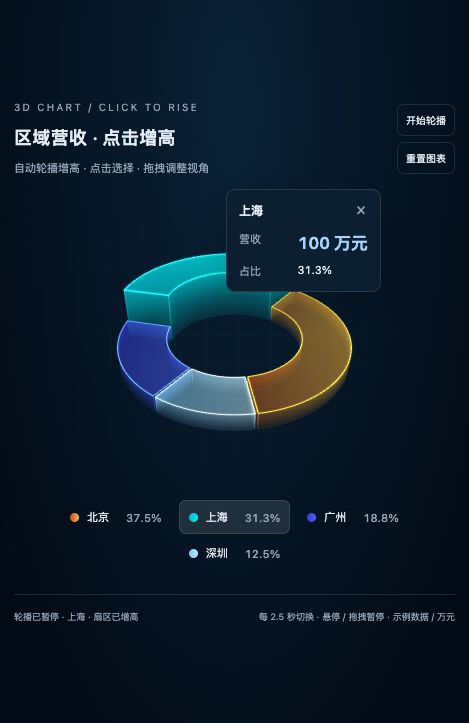 3D CHART / CLICK TO RISE
区域营收 · 点击增高
自动轮播增高 · 点击选择 · 拖拽调整视角
开始轮播
重置图表
上海 ×
营收 100 万元
占比 31.3%
北京 37.5% 上海 31.3% 广州 18.8%
深圳 12.5%
轮播已暂停 · 上海 · 扇区已增高
每 2.5 秒切换 · 悬停 / 拖拽暂停 · 示例数据 / 万元